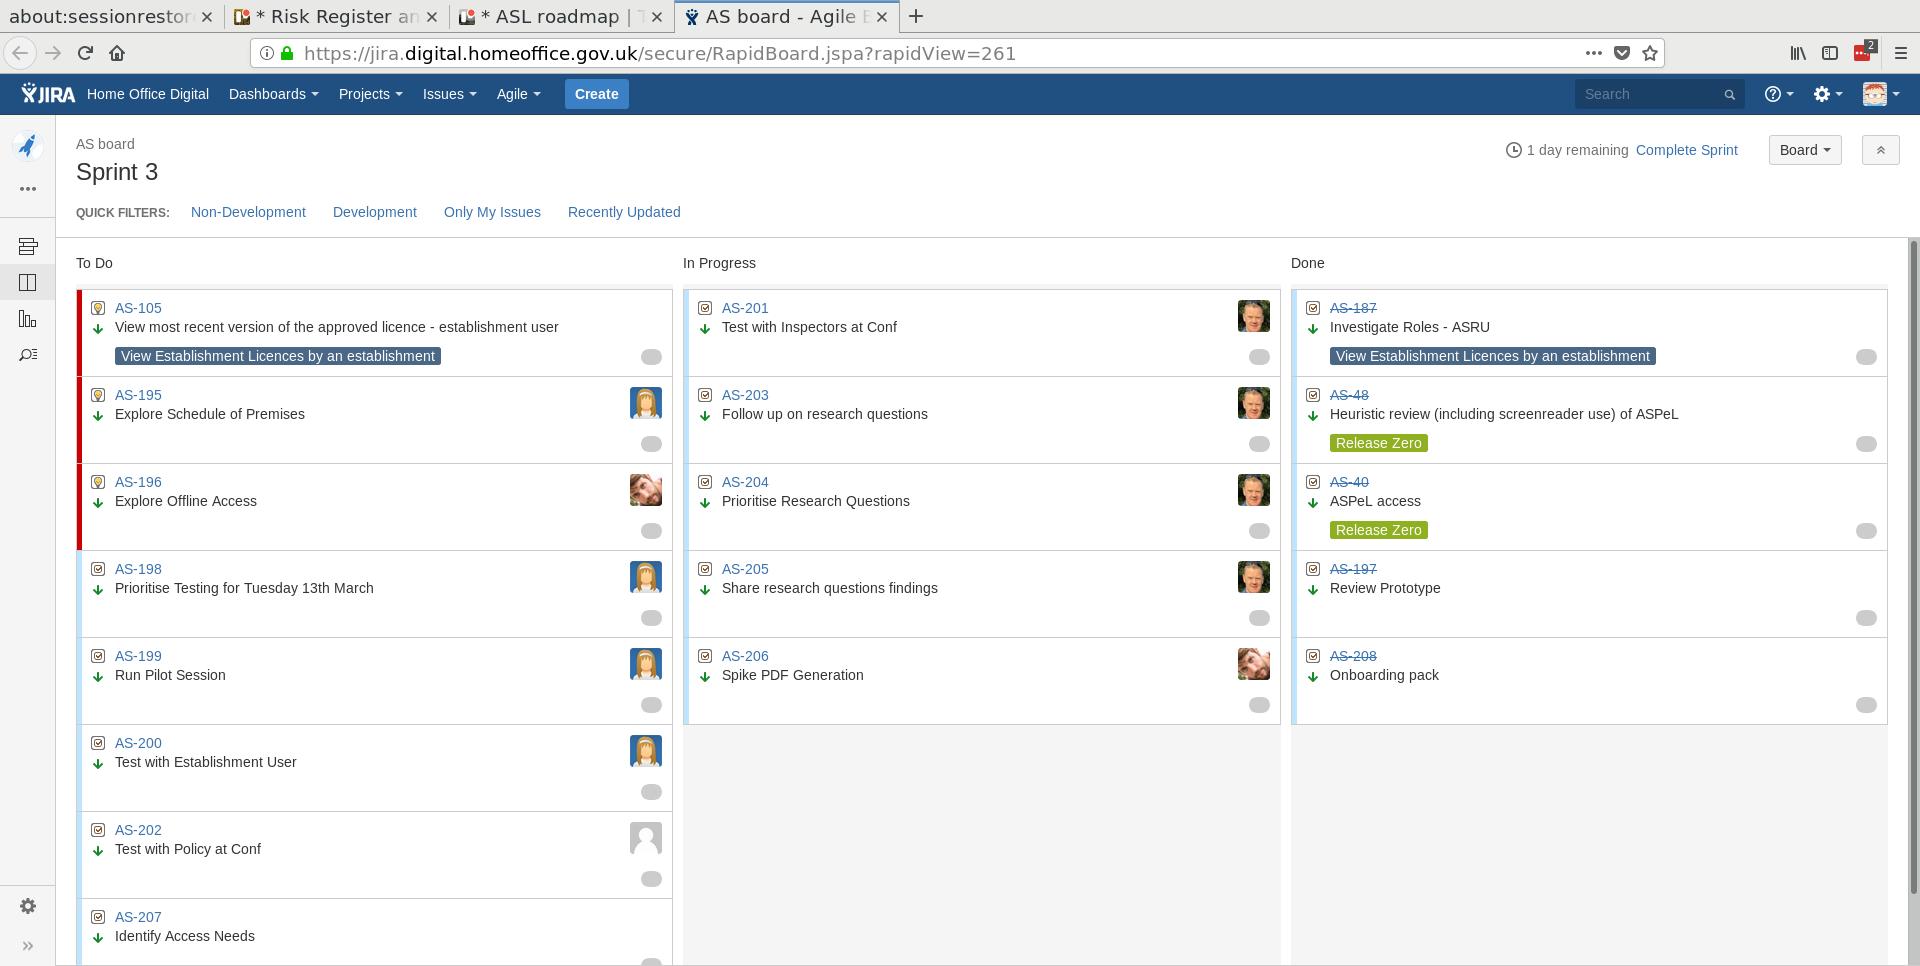 about:sessionrestor
* Risk Register an
* ASL roadmap | T
AS board - Agile B
https://jira.digital.homeoffice.gov.uk/secure/RapidBoard.jspa?rapidView=261
2
JIRA Home Office Digital Dashboards Projects Issues Agile Create Search
AS board
Sprint 3
1 day remaining Complete Sprint Board
QUICK FILTERS: Non-Development Development Only My Issues Recently Updated
To Do
AS-105
View most recent version of the approved licence - establishment user
View Establishment Licences by an establishment
AS-195
Explore Schedule of Premises
AS-196
Explore Offline Access
AS-198
Prioritise Testing for Tuesday 13th March
AS-199
Run Pilot Session
AS-200
Test with Establishment User
AS-202
Test with Policy at Conf
AS-207
Identify Access Needs
In Progress
AS-201
Test with Inspectors at Conf
AS-203
Follow up on research questions
AS-204
Prioritise Research Questions
AS-205
Share research questions findings
AS-206
Spike PDF Generation
Done
AS-187
Investigate Roles - ASRU
View Establishment Licences by an establishment
AS-48
Heuristic review (including screenreader use) of ASPeL
Release Zero
AS-40
ASPeL access
Release Zero
AS-197
Review Prototype
AS-208
Onboarding pack